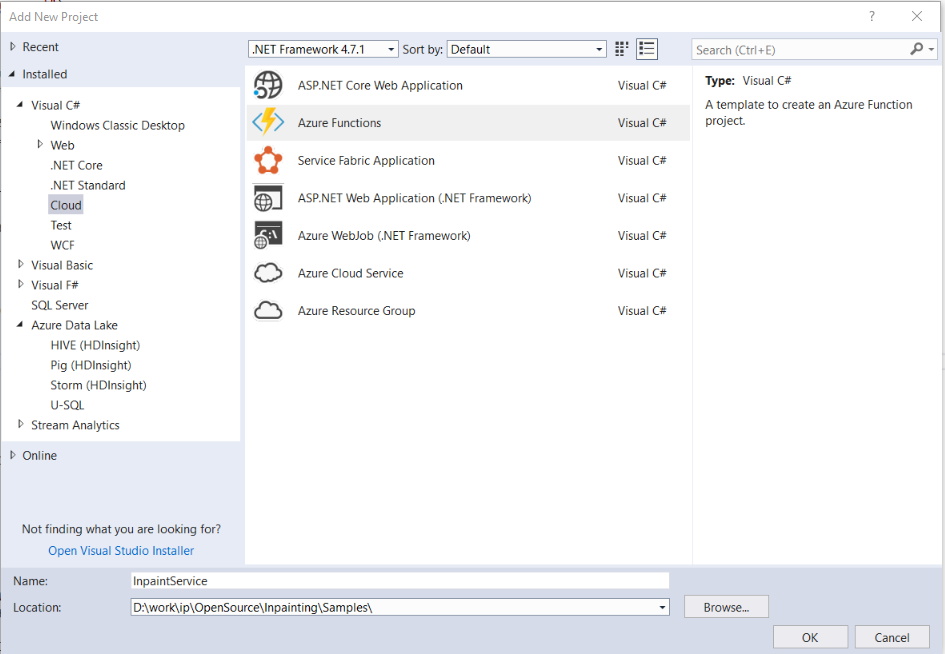 Add New Project
?
Recent
.NET Framework 4.7.1
Sort by:
Default
Search (Ctrl+E)
Installed
Visual C#
Windows Classic Desktop
Web
.NET Core
.NET Standard
Cloud
Test
WCF
Visual Basic
Visual F#
SQL Server
Azure Data Lake
HIVE (HDInsight)
Pig (HDInsight)
Storm (HDInsight)
U-SQL
Stream Analytics
Online
Not finding what you are looking for?
Open Visual Studio Installer
ASP.NET Core Web Application Visual C#
Azure Functions Visual C#
Service Fabric Application Visual C#
ASP.NET Web Application (.NET Framework) Visual C#
Azure WebJob (.NET Framework) Visual C#
Azure Cloud Service Visual C#
Azure Resource Group Visual C#
Type: Visual C#
A template to create an Azure Function
project.
Name: InpaintService
Location: D:\work\ip\OpenSource\Inpainting\Samples\
Browse...
OK
Cancel